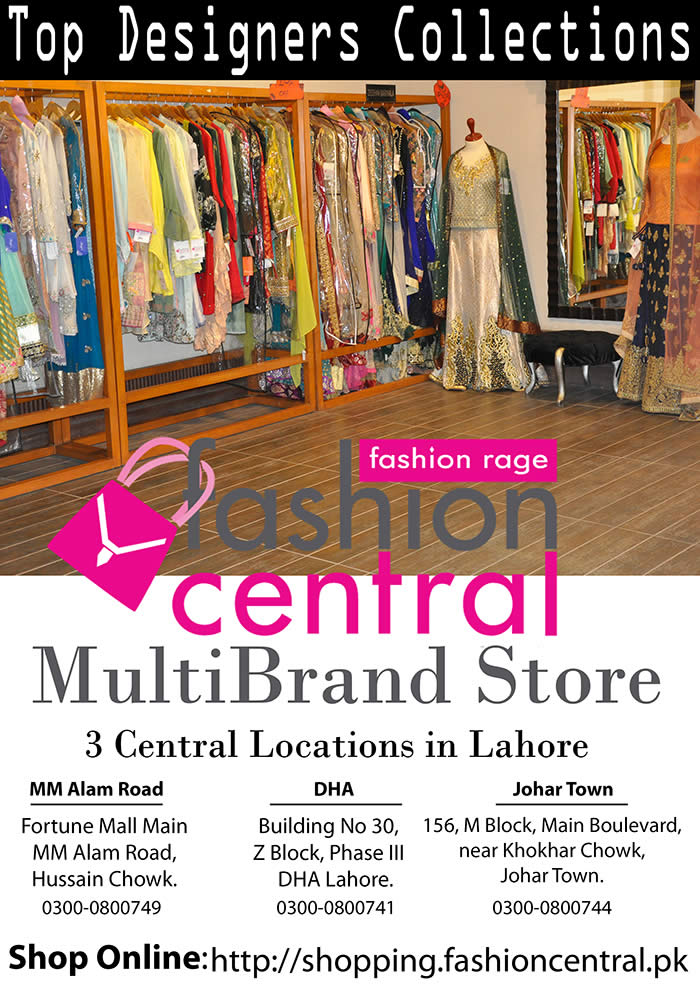 Top Designers Collections
fashion rage
fashion
central
MultiBrand Store
3 Central Locations in Lahore
MM Alam Road
Fortune Mall Main
MM Alam Road,
Hussain Chowk.
0300-0800749
DHA
Building No 30,
Z Block, Phase III
DHA Lahore.
0300-0800741
Johar Town
156, M Block, Main Boulevard,
near Khokhar Chowk,
Johar Town.
0300-0800744
Shop Online:http://shopping.fashioncentral.pk